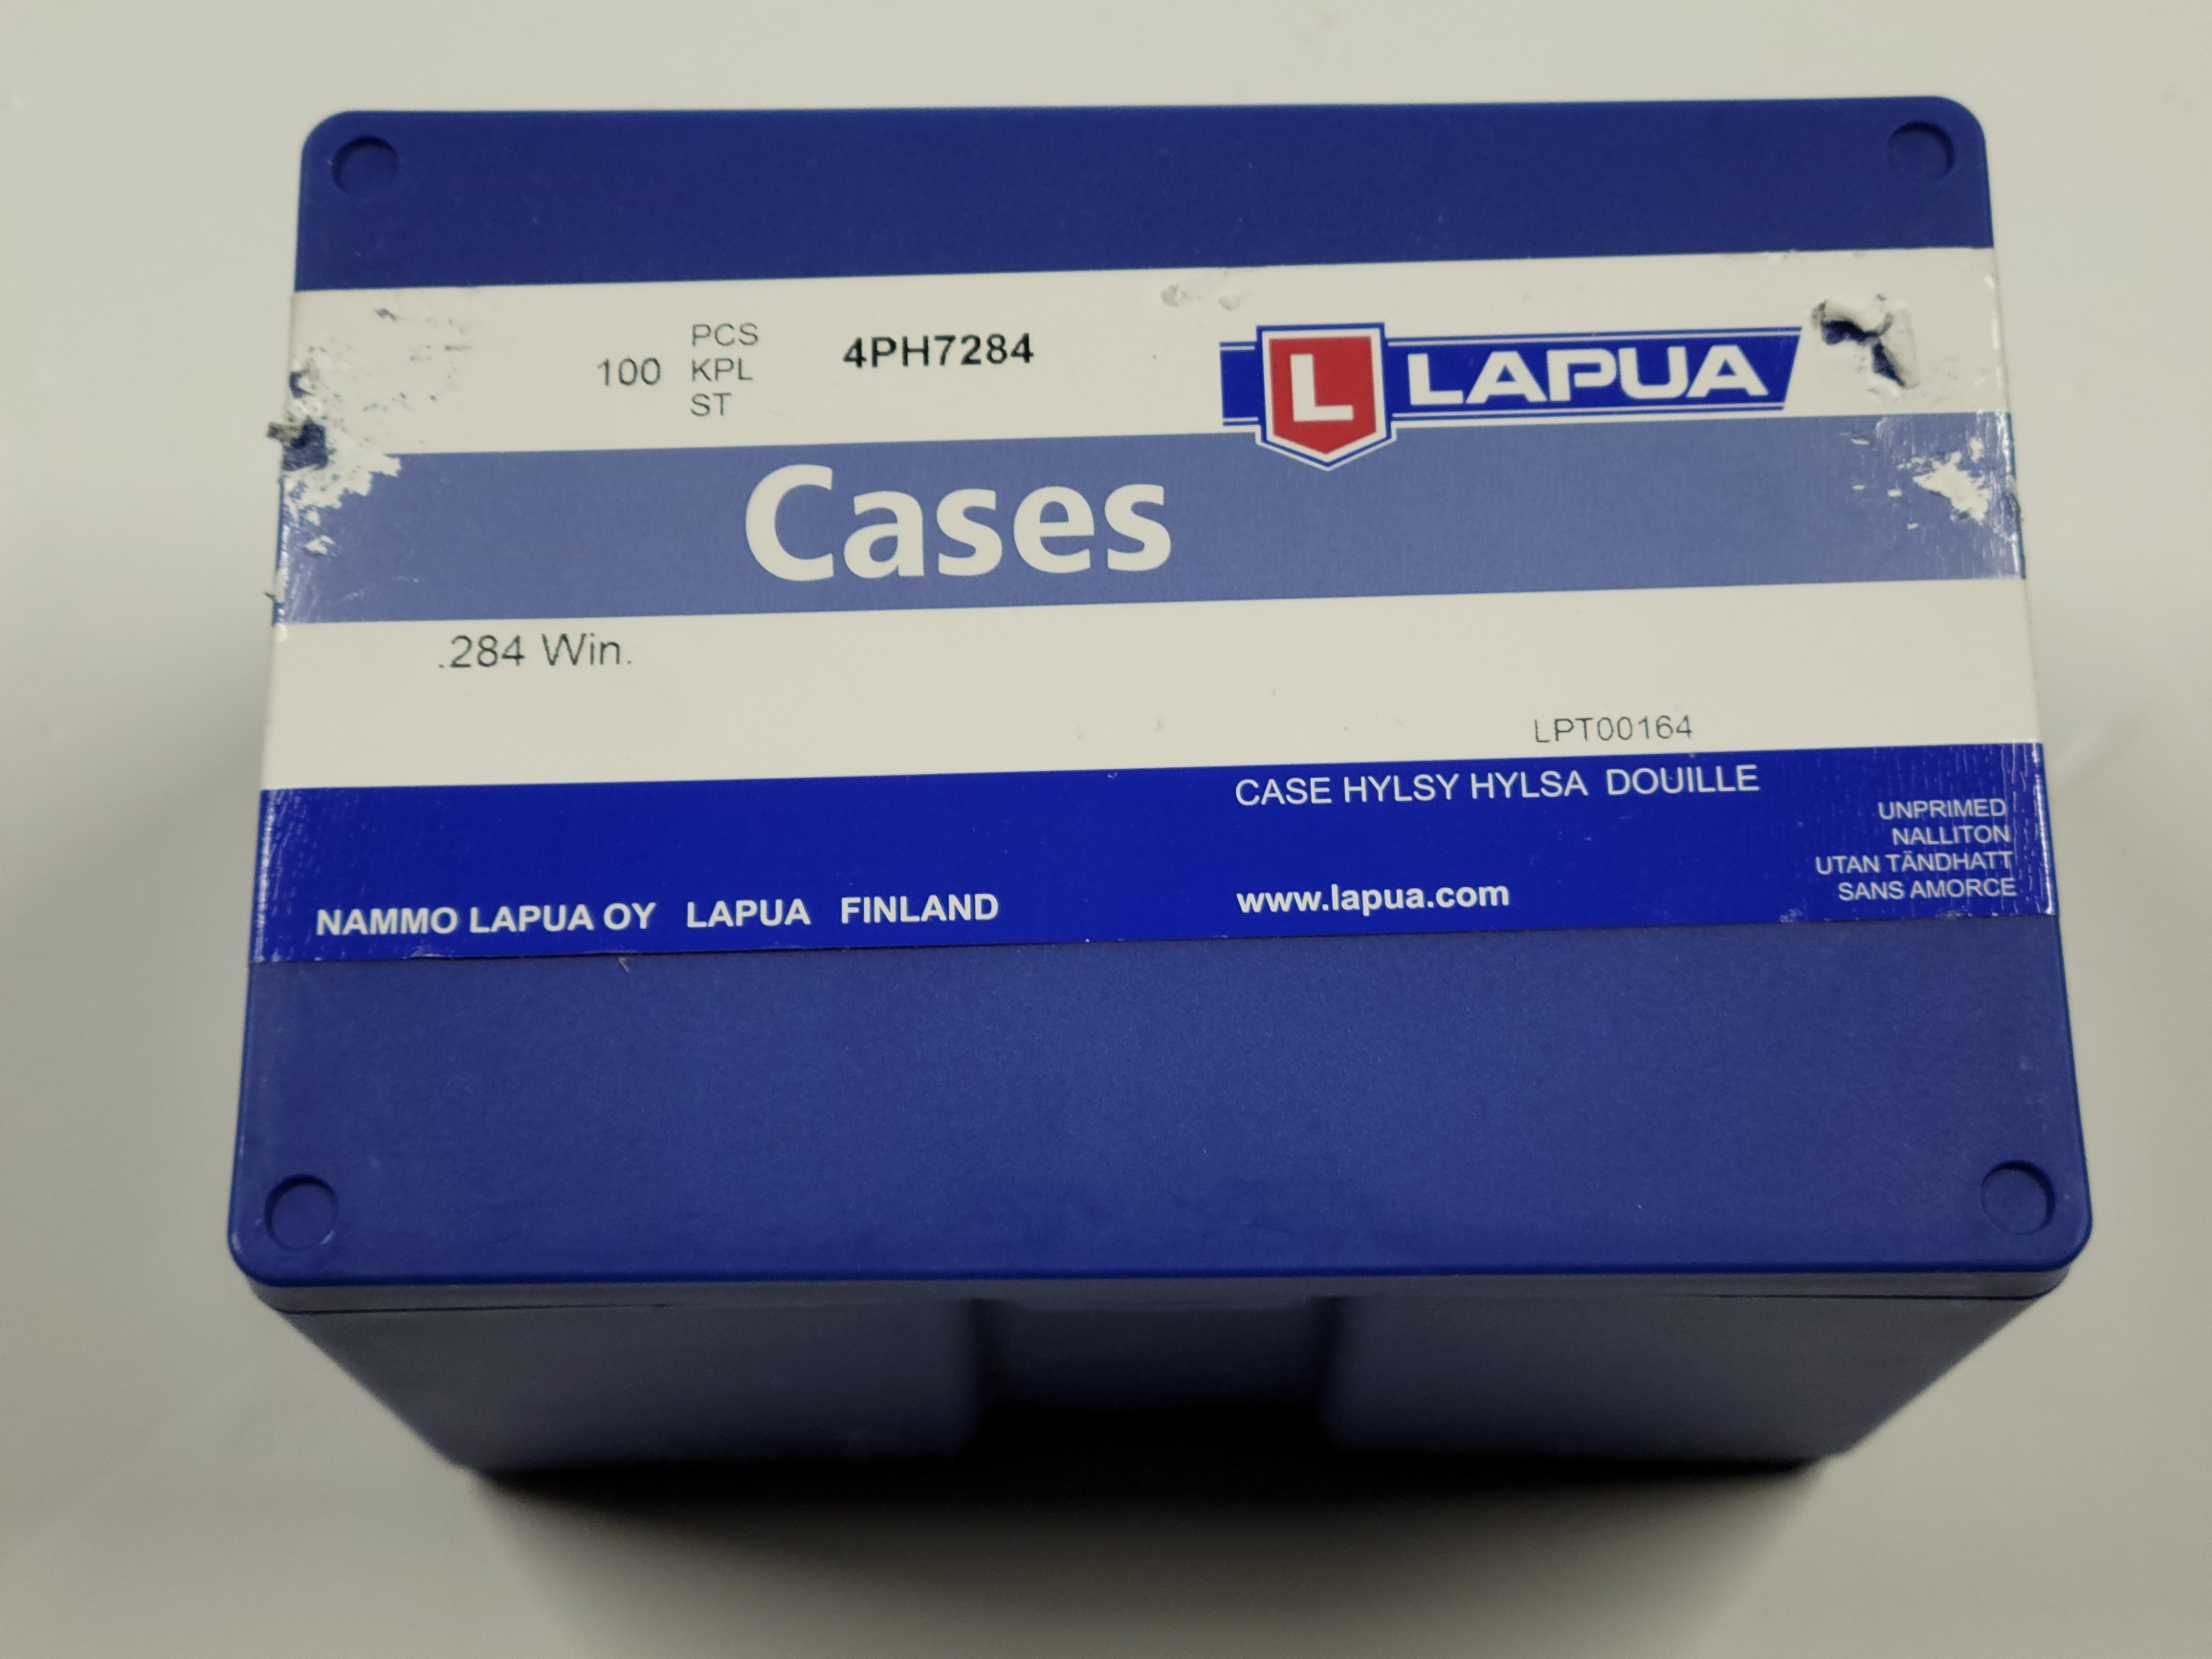 PCS
100 KPL 4PH7284
ST
L LAPUA
Cases
.284 Win.
LPT00164
CASE HYLSY HYLSA DOUILLE
UNPRIMED
NALLITON
UTAN TÄNDHATT
SANS AMORCE
NAMMO LAPUA OY LAPUA FINLAND
www.lapua.com